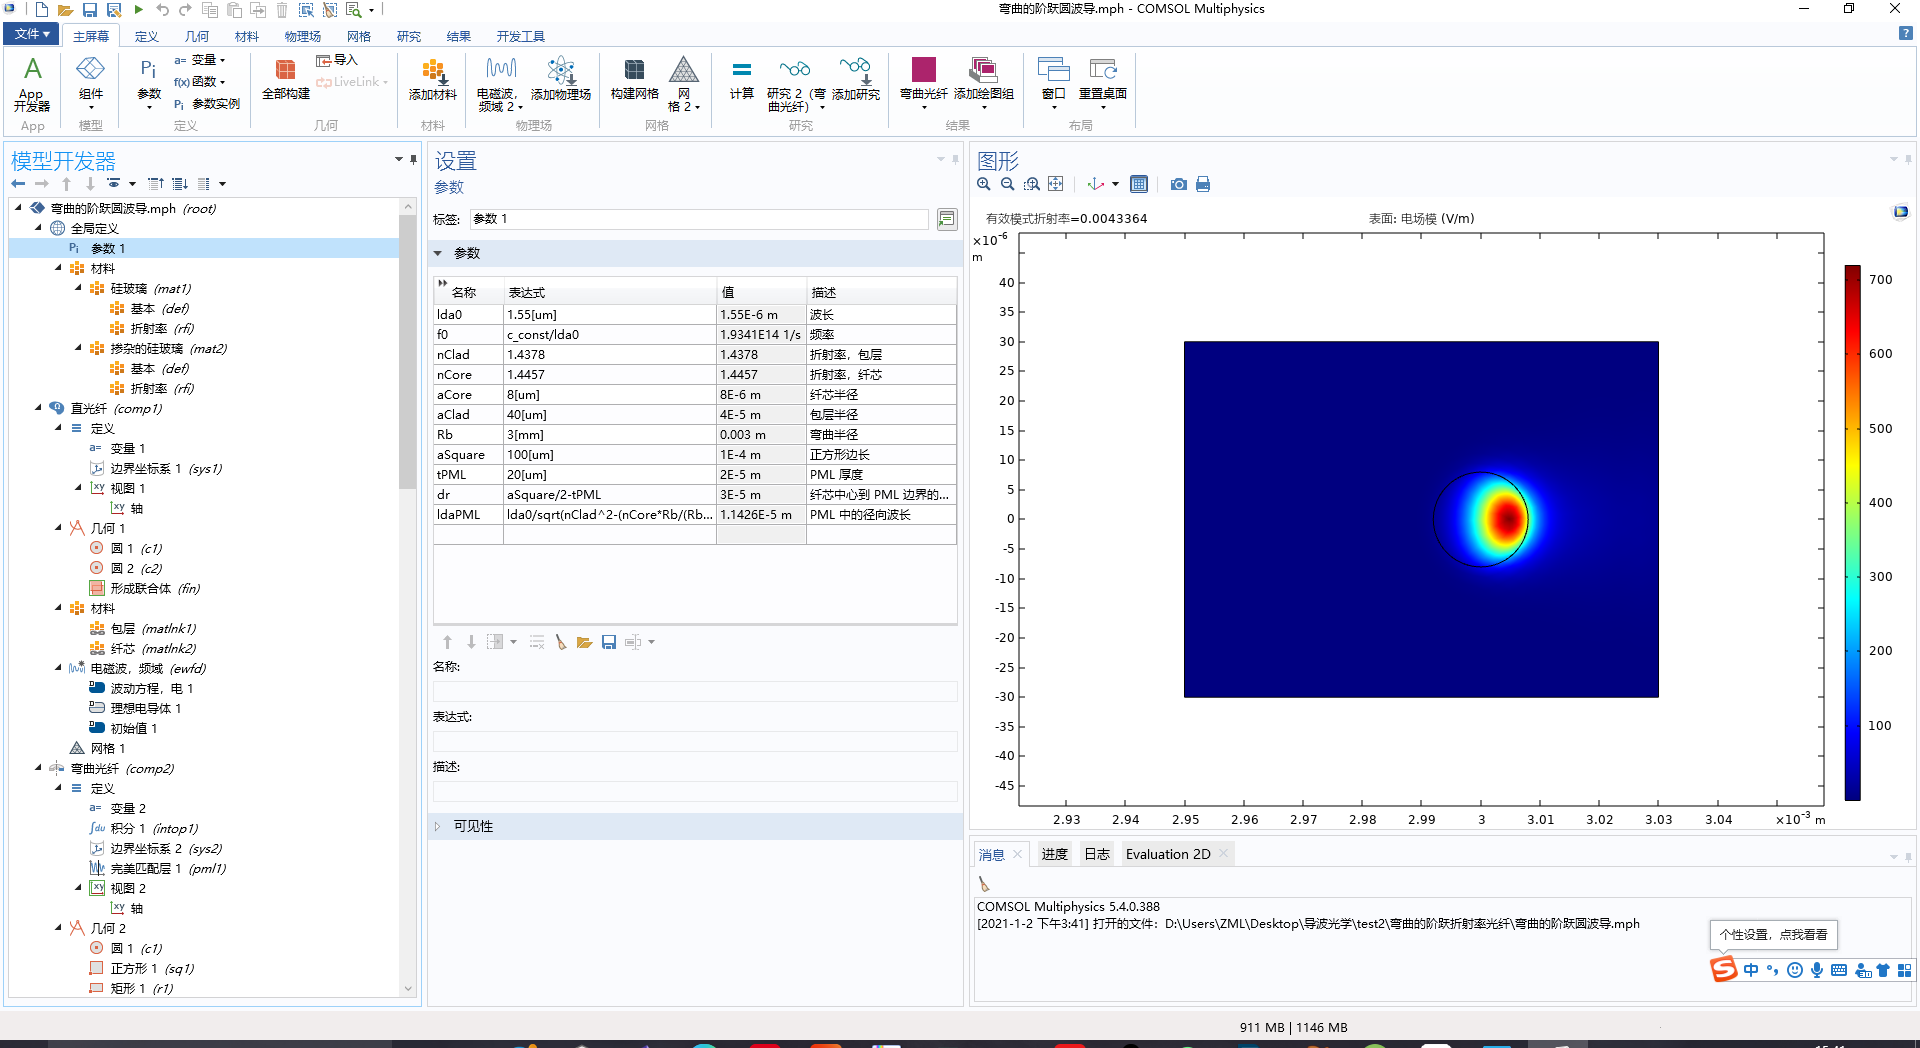 弯曲的阶跃圆波导.mph - COMSOL Multiphysics
文件 主屏幕 定义 几何 材料 物理场 网格 研究 结果 开发工具
App 开发器
组件
参数
a= 变量
f(x) 函数
Pi 参数实例
全部构建
导入
LiveLink
添加材料
电磁波，频域 2
添加物理场
构建网格
网格 2
计算
研究 2（弯曲光纤）
添加研究
弯曲光纤
添加绘图组
窗口
重置桌面
App 模型 定义 几何 材料 物理场 网格 研究 结果 布局
模型开发器
弯曲的阶跃圆波导.mph (root)
全局定义
Pi 参数 1
材料
硅玻璃 (mat1)
基本 (def)
折射率 (rfi)
掺杂的硅玻璃 (mat2)
基本 (def)
折射率 (rfi)
直光纤 (comp1)
定义
a= 变量 1
边界坐标系 1 (sys1)
视图 1
轴
几何 1
圆 1 (c1)
圆 2 (c2)
形成联合体 (fin)
材料
包层 (matlnk1)
纤芯 (matlnk2)
电磁波，频域 (ewfd)
波动方程，电 1
理想电导体 1
初始值 1
网格 1
弯曲光纤 (comp2)
定义
a= 变量 2
积分 1 (intop1)
边界坐标系 2 (sys2)
完美匹配层 1 (pml1)
视图 2
轴
几何 2
圆 1 (c1)
正方形 1 (sq1)
矩形 1 (r1)
设置
参数
标签: 参数 1
参数
名称 表达式 值 描述
lda0 1.55[um] 1.55E-6 m 波长
f0 c_const/lda0 1.9341E14 1/s 频率
nClad 1.4378 1.4378 折射率，包层
nCore 1.4457 1.4457 折射率，纤芯
aCore 8[um] 8E-6 m 纤芯半径
aClad 40[um] 4E-5 m 包层半径
Rb 3[mm] 0.003 m 弯曲半径
aSquare 100[um] 1E-4 m 正方形边长
tPML 20[um] 2E-5 m PML 厚度
dr aSquare/2-tPML 3E-5 m 纤芯中心到 PML 边界的...
ldaPML lda0/sqrt(nClad^2-(nCore*Rb/(Rb... 1.1426E-5 m PML 中的径向波长
名称:
表达式:
描述:
可见性
图形
有效模式折射率=0.0043364 表面: 电场模 (V/m)
×10-6
m
40
35
30
25
20
15
10
5
0
-5
-10
-15
-20
-25
-30
-35
-40
-45
2.93 2.94 2.95 2.96 2.97 2.98 2.99 3 3.01 3.02 3.03 3.04 ×10-3 m
700
600
500
400
300
200
100
消息 进度 日志 Evaluation 2D
COMSOL Multiphysics 5.4.0.388
[2021-1-2 下午3:41] 打开的文件：D:\Users\ZML\Desktop\导波光学\test2\弯曲的阶跃折射率光纤\弯曲的阶跃圆波导.mph
个性设置，点我看看
中
911 MB | 1146 MB